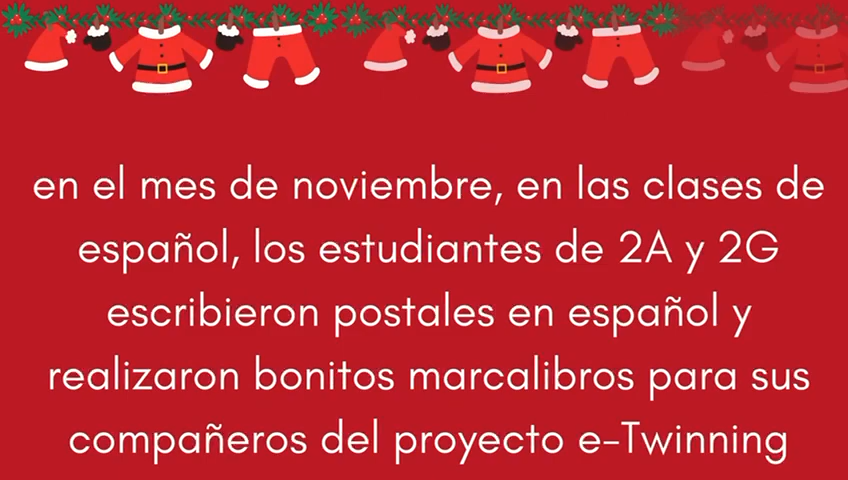 en el mes de noviembre, en las clases de
español, los estudiantes de 2A y 2G
escribieron postales en español y
realizaron bonitos marcalibros para sus
compañeros del proyecto e-Twinning